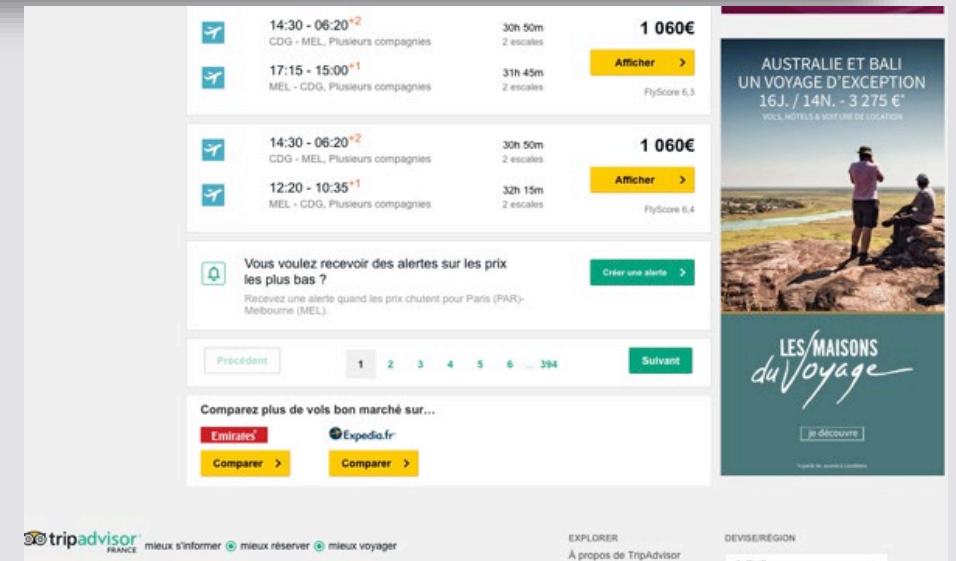 14:30 - 06:20+2
CDG - MEL, Plusieurs compagnies
30h 50m
2 escales
1 060€
17:15 - 15:00+1
MEL - CDG, Plusieurs compagnies
31h 45m
2 escales
Afficher >
FlyScore 6,3
14:30 - 06:20+2
CDG - MEL, Plusieurs compagnies
30h 50m
2 escales
1 060€
12:20 - 10:35+1
MEL - CDG, Plusieurs compagnies
32h 15m
2 escales
Afficher >
FlyScore 6,4
Vous voulez recevoir des alertes sur les prix
les plus bas ?
Recevez une alerte quand les prix chutent pour Paris (PAR)-
Melbourne (MEL).
Créer une alerte >
Précédent 1 2 3 4 5 6 ... 394 Suivant
Comparez plus de vols bon marché sur…
Emirates Expedia.fr
Comparer > Comparer >
AUSTRALIE ET BALI
UN VOYAGE D'EXCEPTION
16J. / 14N. - 3 275 €*
VOLS, HÔTELS & VOITURE DE LOCATION
LES MAISONS
du Voyage
je découvre
tripadvisor
FRANCE
mieux s'informer mieux réserver mieux voyager
EXPLORER
À propos de TripAdvisor
DEVISE/RÉGION